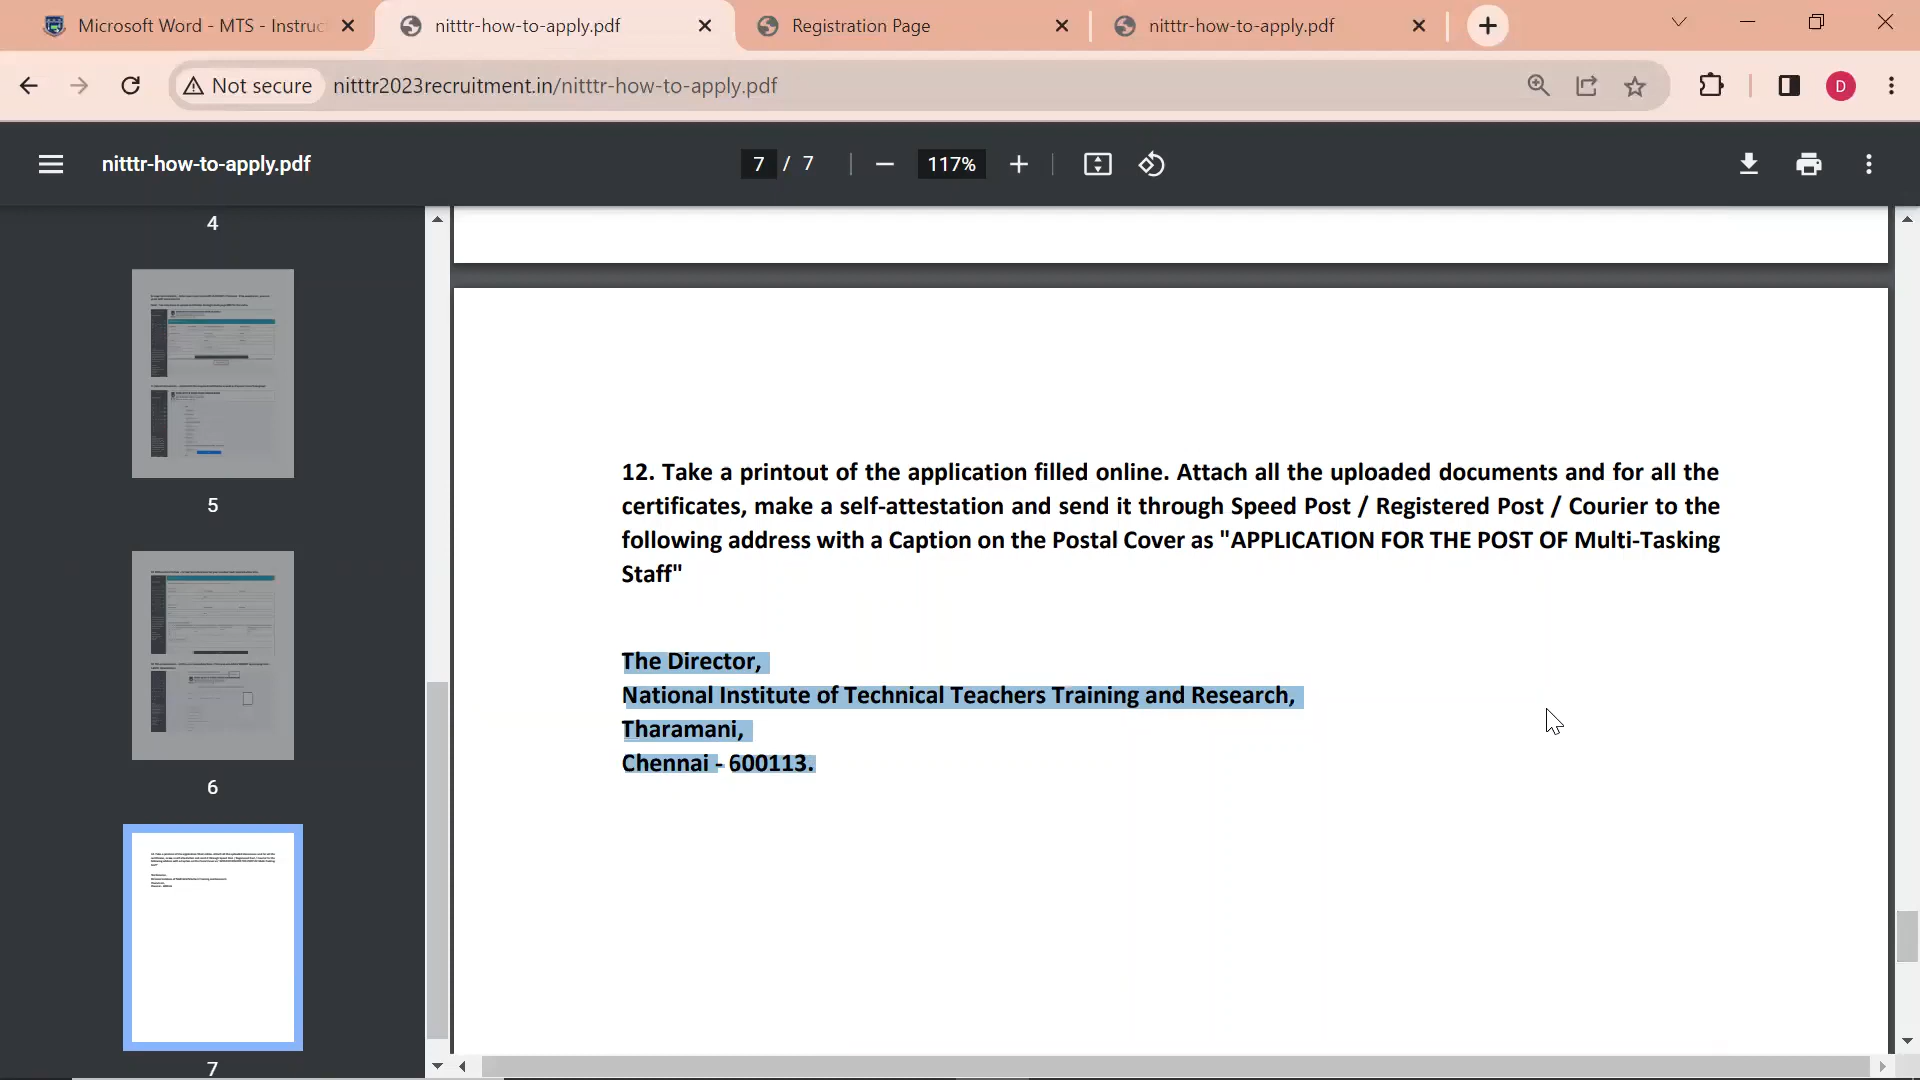 Microsoft Word - MTS - Instruc
nitttr-how-to-apply.pdf
Registration Page
nitttr-how-to-apply.pdf
Not secure
nitttr2023recruitment.in/nitttr-how-to-apply.pdf
D
nitttr-how-to-apply.pdf
7 / 7
117%
4
5
6
7
12. Take a printout of the application filled online. Attach all the uploaded documents and for all the
certificates, make a self-attestation and send it through Speed Post / Registered Post / Courier to the
following address with a Caption on the Postal Cover as "APPLICATION FOR THE POST OF Multi-Tasking
Staff"
The Director,
National Institute of Technical Teachers Training and Research,
Tharamani,
Chennai - 600113.